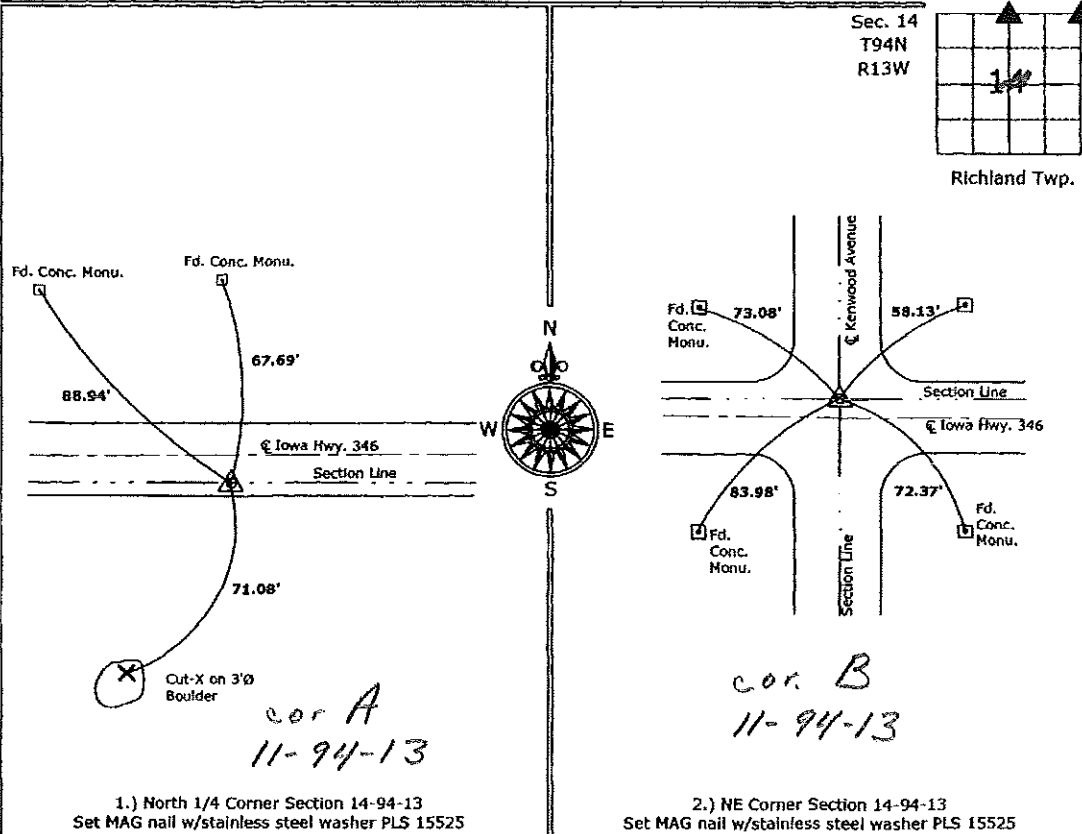 Sec. 14
T94N
R13W
14
Richland Twp.
Fd. Conc. Monu.
Fd. Conc. Monu.
67.69'
88.94'
℄ Iowa Hwy. 346
Section Line
71.08'
Cut-X on 3'Ø
Boulder
cor A
11-94-13
1.) North 1/4 Corner Section 14-94-13
Set MAG nail w/stainless steel washer PLS 15525
N
W
E
S
℄ Kenwood Avenue
Fd.
Conc.
Monu.
73.08'
58.13'
Section Line
℄ Iowa Hwy. 346
83.98'
72.37'
Fd.
Conc.
Monu.
Fd.
Conc.
Monu.
Section Line
cor. B
11-94-13
2.) NE Corner Section 14-94-13
Set MAG nail w/stainless steel washer PLS 15525